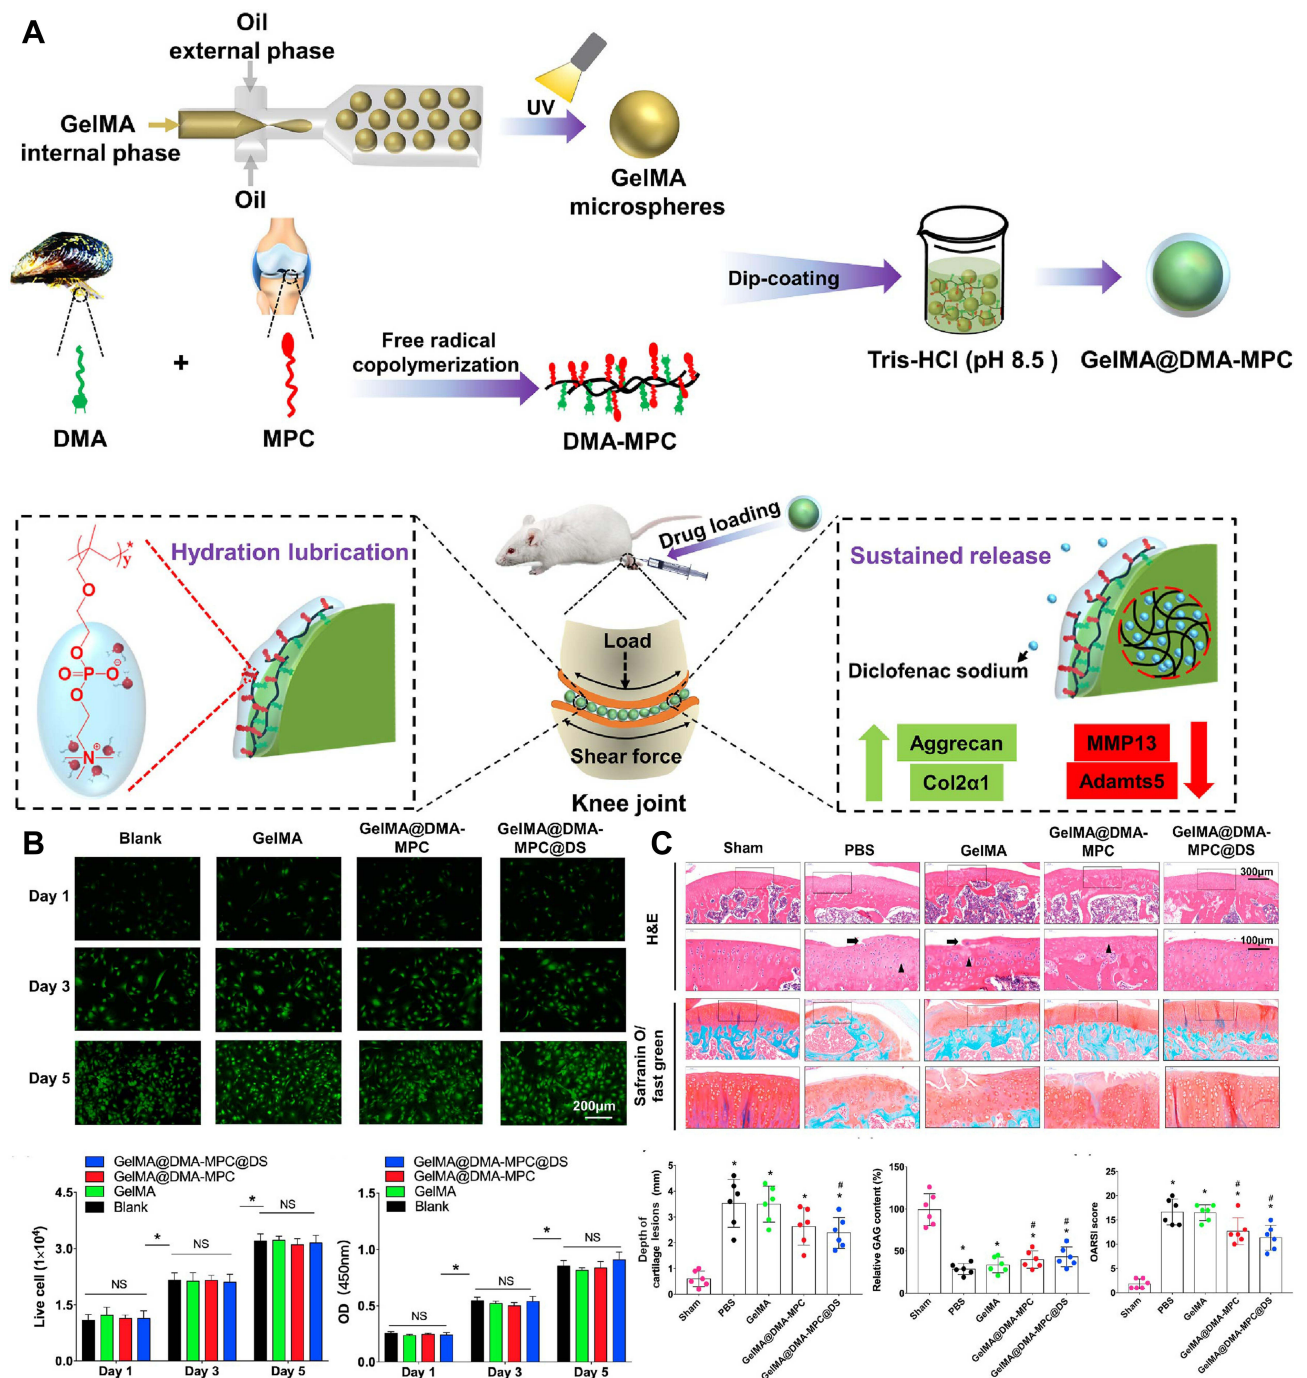 A
Oil
external phase
GelMA
internal phase
Oil
UV
GelMA
microspheres
DMA
+
MPC
Free radical
copolymerization
DMA-MPC
Dip-coating
Tris-HCl (pH 8.5 )
GelMA@DMA-MPC
Hydration lubrication
*
y
O
O
O=P-O
⊖
O
N
⊕
Drug loading
Load
Shear force
Knee joint
Sustained release
Diclofenac sodium
Aggrecan
Col2α1
MMP13
Adamts5
B
Blank
GelMA
GelMA@DMA-
MPC
GelMA@DMA-
MPC@DS
Day 1
Day 3
Day 5
200μm
GelMA@DMA-MPC@DS
GelMA@DMA-MPC
GelMA
Blank
Live cell (1×10⁴)
4.5
3.0
1.5
0.0
NS
*
NS
*
NS
Day 1
Day 3
Day 5
GelMA@DMA-MPC@DS
GelMA@DMA-MPC
GelMA
Blank
OD (450nm)
1.5
1.0
0.5
0.0
NS
*
NS
*
NS
Day 1
Day 3
Day 5
C
Sham
PBS
GelMA
GelMA@DMA-
MPC
GelMA@DMA-
MPC@DS
H&E
300μm
100μm
Safranin O/
fast green
Depth of
cartilage lesions (mm)
5
4
3
2
1
0
*
*
*
#
*
Sham
PBS
GelMA
GelMA@DMA-MPC
GelMA@DMA-MPC@DS
Relative GAG content (%)
150
100
50
0
*
*
#
*
#
*
Sham
PBS
GelMA
GelMA@DMA-MPC
GelMA@DMA-MPC@DS
OARSI score
25
20
15
10
5
0
*
*
#
*
#
*
Sham
PBS
GelMA
GelMA@DMA-MPC
GelMA@DMA-MPC@DS